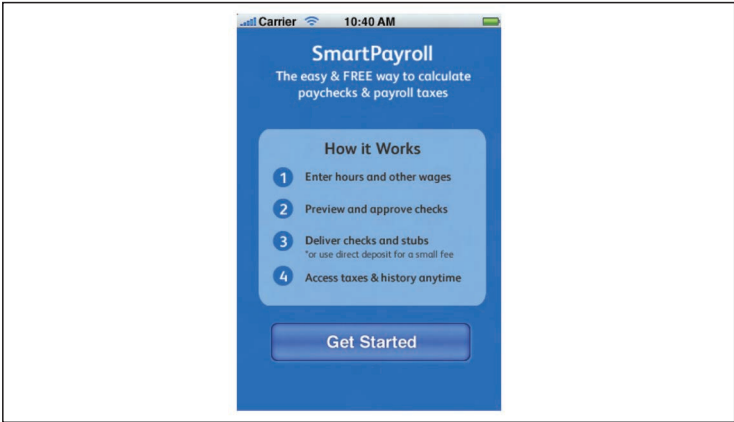 Carrier 10:40 AM
SmartPayroll
The easy & FREE way to calculate
paychecks & payroll taxes
How it Works
1 Enter hours and other wages
2 Preview and approve checks
3 Deliver checks and stubs
*or use direct deposit for a small fee
4 Access taxes & history anytime
Get Started